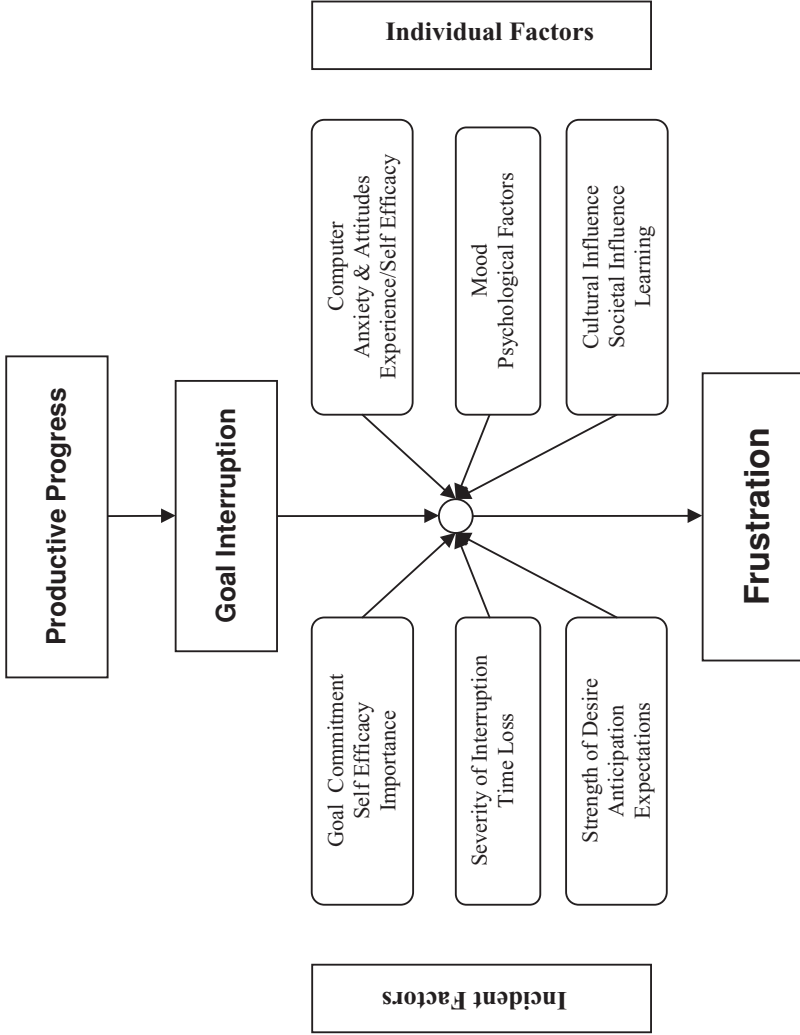 Productive Progress
Goal Interruption
Incident Factors
Goal Commitment
Self Efficacy
Importance
Severity of Interruption
Time Loss
Strength of Desire
Anticipation
Expectations
Individual Factors
Computer
Anxiety & Attitudes
Experience/Self Efficacy
Mood
Psychological Factors
Cultural Influence
Societal Influence
Learning
Frustration